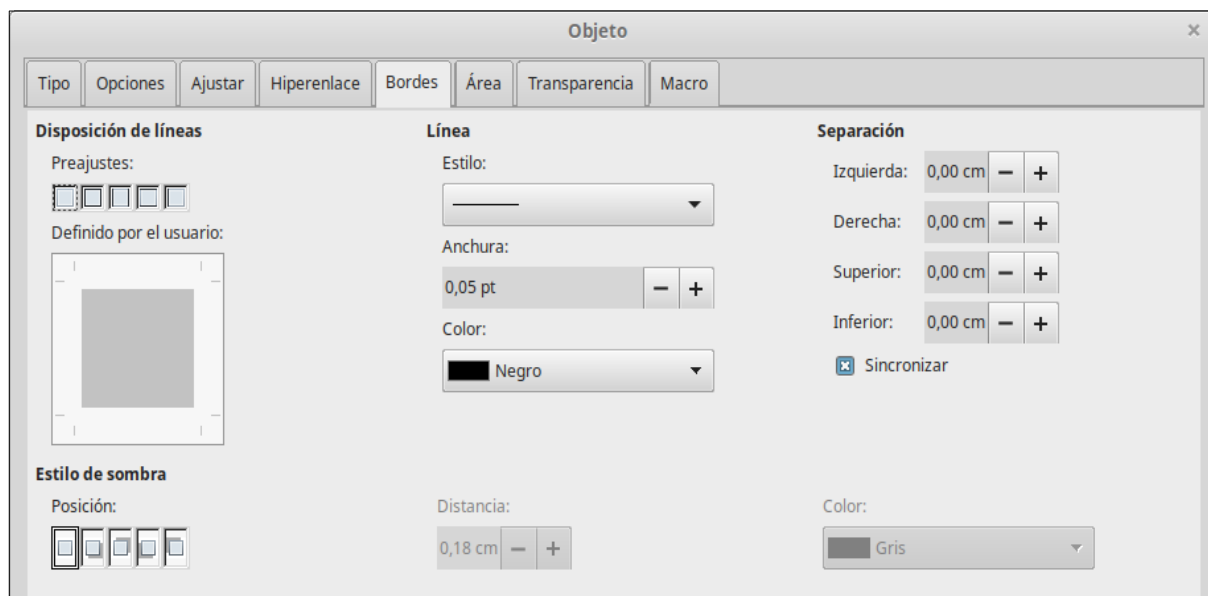 Objeto
Tipo Opciones Ajustar Hiperenlace Bordes Área Transparencia Macro
Disposición de líneas
Preajustes:
Definido por el usuario:
Línea
Estilo:
Anchura:
0,05 pt
Color:
Negro
Separación
Izquierda: 0,00 cm
Derecha: 0,00 cm
Superior: 0,00 cm
Inferior: 0,00 cm
Sincronizar
Estilo de sombra
Posición:
Distancia:
0,18 cm
Color:
Gris